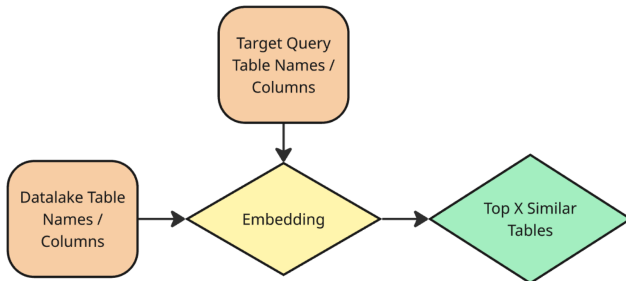 Target Query
Table Names /
Columns
Datalake Table
Names /
Columns
Embedding
Top X Similar
Tables